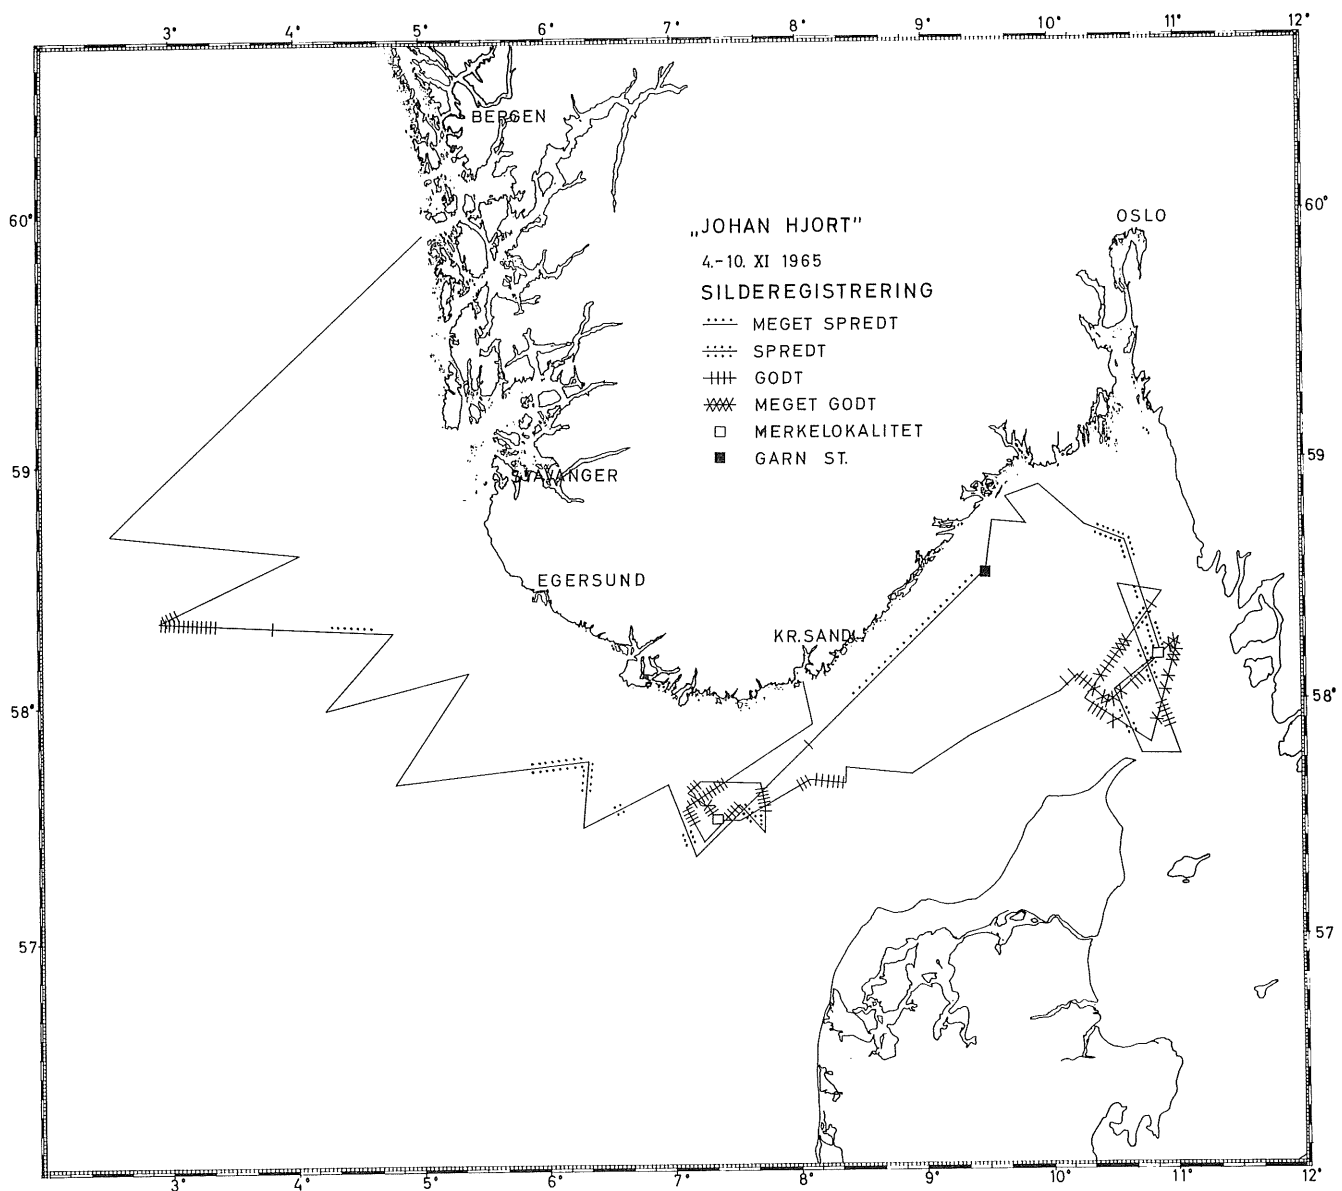 3° 4° 5° 6° 7° 8° 9° 10° 11° 12°
BERGEN
60° 60°
OSLO
„JOHAN HJORT”
4.-10. XI 1965
SILDEREGISTRERING
MEGET SPREDT
SPREDT
GODT
MEGET GODT
MERKELOKALITET
GARN ST.
59 59
STAVANGER
EGERSUND
KR.SAND
58° 58°
57 57
3° 4° 5° 6° 7° 8° 9° 10° 11° 12°